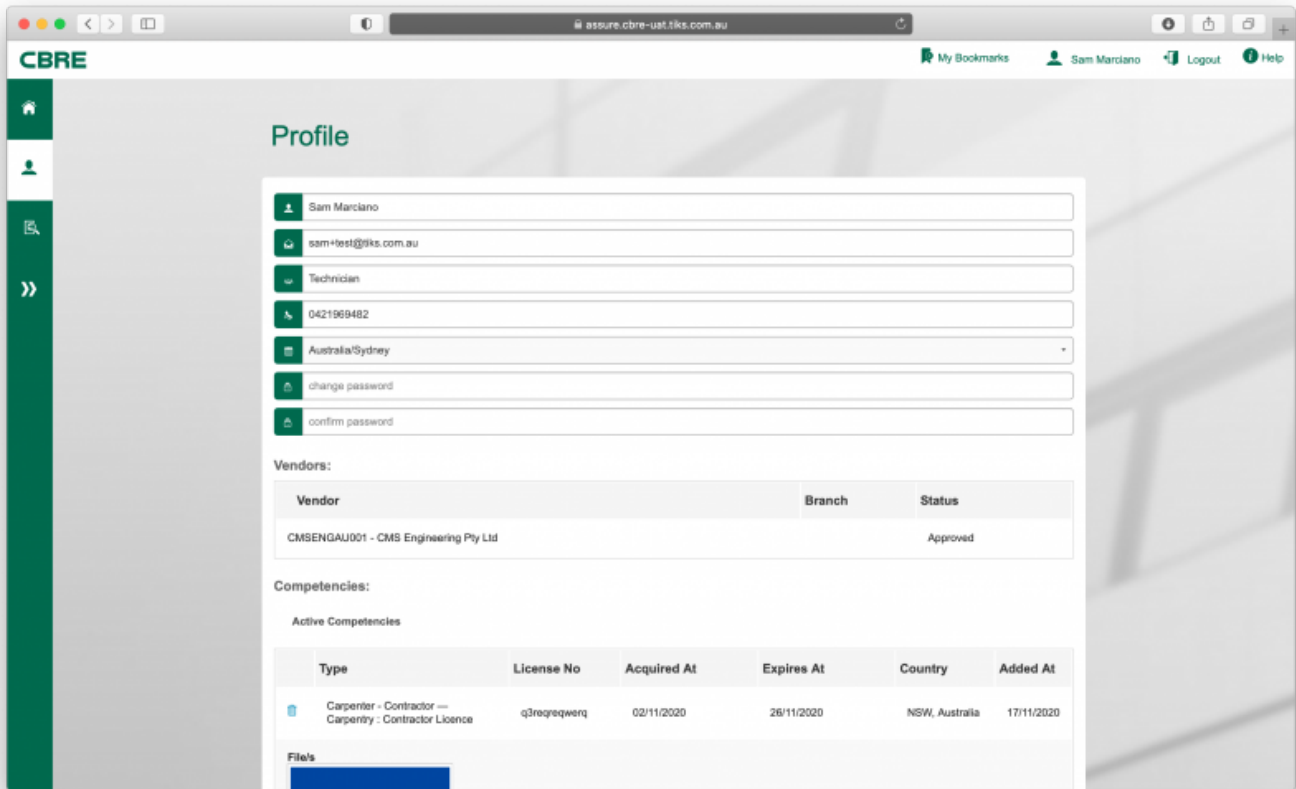 assure.cbre-uat.tiks.com.au
CBRE
My Bookmarks
Sam Marciano
Logout
Help
Profile
Sam Marciano
sam+test@tiks.com.au
Technician
0421969482
Australia/Sydney
change password
confirm password
Vendors:
Vendor Branch Status
CMSENGAU001 - CMS Engineering Pty Ltd Approved
Competencies:
Active Competencies
Type License No Acquired At Expires At Country Added At
Carpenter - Contractor —
Carpentry : Contractor Licence q3reqreqwerq 02/11/2020 26/11/2020 NSW, Australia 17/11/2020
File/s